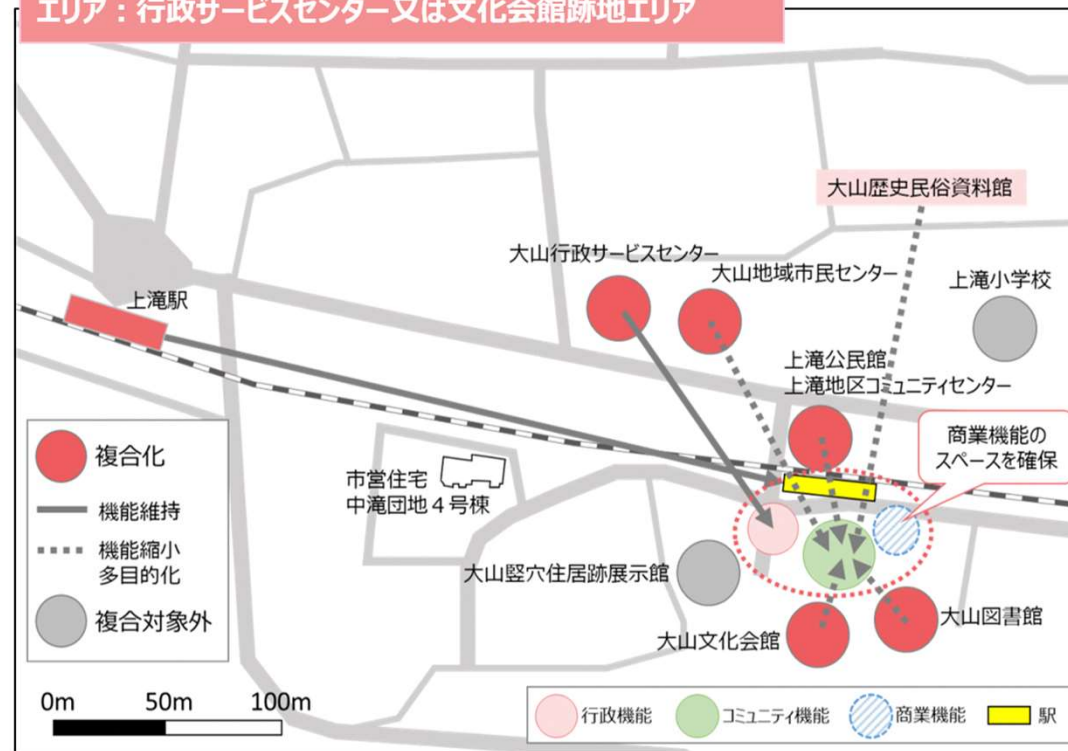 エリア：行政サービスセンター又は文化会館跡地エリア
大山歴史民俗資料館
大山行政サービスセンター
大山地域市民センター
上滝小学校
上滝駅
上滝公民館
上滝地区コミュニティセンター
商業機能の
スペースを確保
複合化
機能維持
機能縮小
多目的化
複合対象外
市営住宅
中滝団地４号棟
大山竪穴住居跡展示館
大山文化会館
大山図書館
0m 50m 100m
行政機能 コミュニティ機能 商業機能 駅